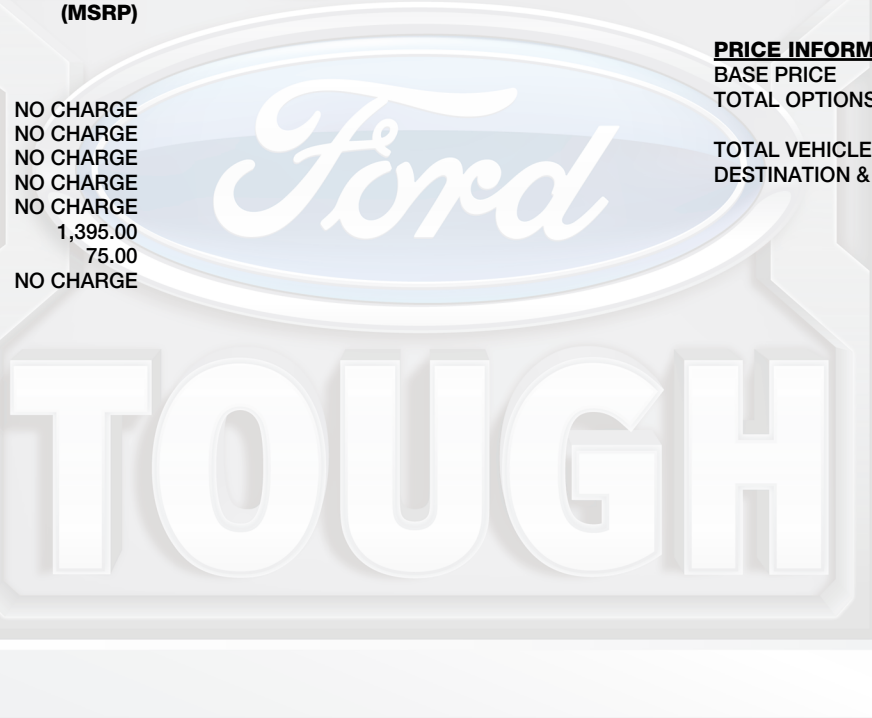 (MSRP)
NO CHARGE
NO CHARGE
NO CHARGE
NO CHARGE
NO CHARGE
1,395.00
75.00
NO CHARGE
PRICE INFORM
BASE PRICE
TOTAL OPTIONS
TOTAL VEHICLE
DESTINATION &
Ford
TOUGH